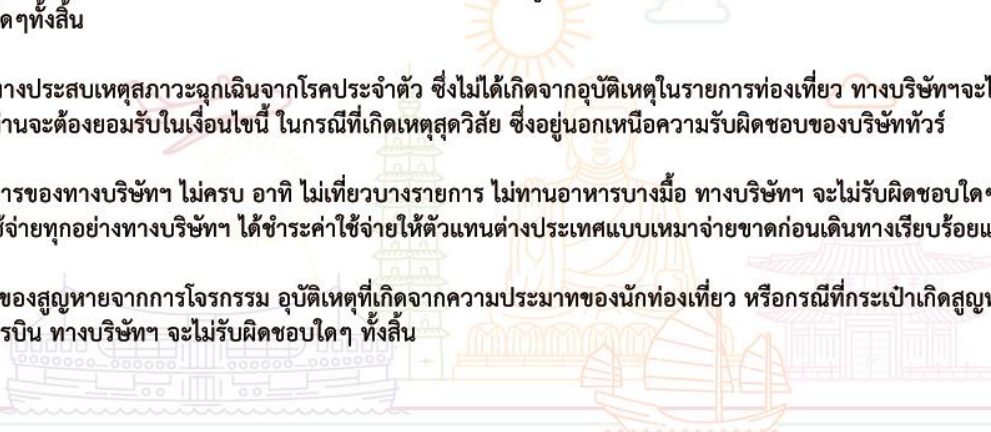 ดๆทั้งสิ้น
างประสบเหตุสภาวะฉุกเฉินจากโรคประจำตัว ซึ่งไม่ได้เกิดจากอุบัติเหตุในรายการท่องเที่ยว ทางบริษัทฯจะไ
่านจะต้องยอมรับในเงื่อนไขนี้ ในกรณีที่เกิดเหตุสุดวิสัย ซึ่งอยู่นอกเหนือความรับผิดชอบของบริษัททัวร์
ารของทางบริษัทฯ ไม่ครบ อาทิ ไม่เที่ยวบางรายการ ไม่ทานอาหารบางมื้อ ทางบริษัทฯ จะไม่รับผิดชอบใดๆ
ช้จ่ายทุกอย่างทางบริษัทฯ ได้ชำระค่าใช้จ่ายให้ตัวแทนต่างประเทศแบบเหมาจ่ายขาดก่อนเดินทางเรียบร้อยแ
ของสูญหายจากการโจรกรรม อุบัติเหตุที่เกิดจากความประมาทของนักท่องเที่ยว หรือกรณีที่กระเป๋าเกิดสูญห
รบิน ทางบริษัทฯ จะไม่รับผิดชอบใดๆ ทั้งสิ้น